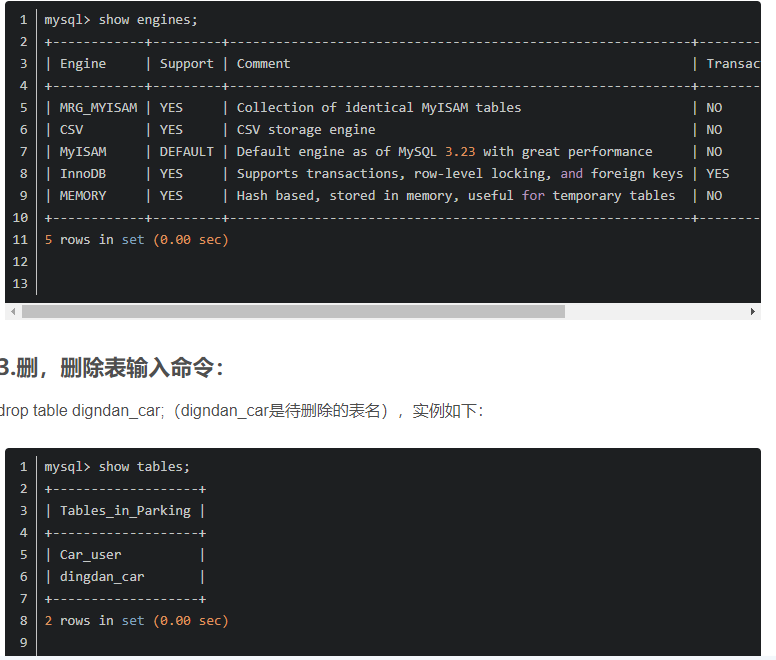 1 mysql> show engines;
2 +------------+---------+------------------------------------------------------------+--------
3 | Engine     | Support | Comment                                                    | Transac
4 +------------+---------+------------------------------------------------------------+--------
5 | MRG_MYISAM | YES     | Collection of identical MyISAM tables                      | NO
6 | CSV        | YES     | CSV storage engine                                         | NO
7 | MyISAM     | DEFAULT | Default engine as of MySQL 3.23 with great performance     | NO
8 | InnoDB     | YES     | Supports transactions, row-level locking, and foreign keys | YES
9 | MEMORY     | YES     | Hash based, stored in memory, useful for temporary tables  | NO
10 +------------+---------+------------------------------------------------------------+--------
11 5 rows in set (0.00 sec)
12
13
3.删，删除表输入命令：
drop table digndan_car;（digndan_car是待删除的表名），实例如下：
1 mysql> show tables;
2 +-------------------+
3 | Tables_in_Parking |
4 +-------------------+
5 | Car_user          |
6 | dingdan_car       |
7 +-------------------+
8 2 rows in set (0.00 sec)
9